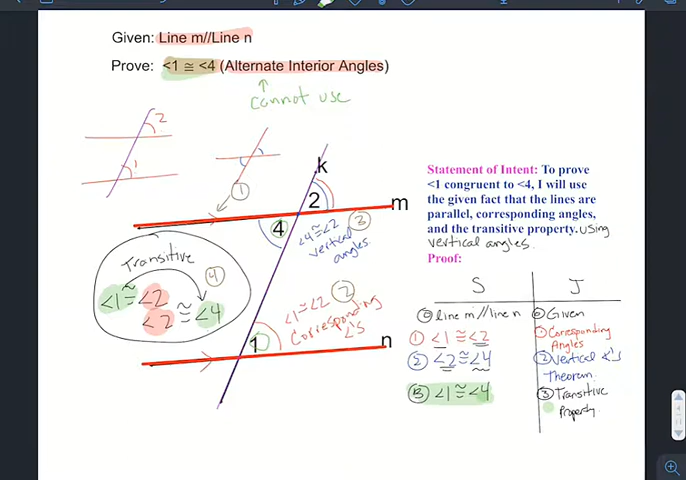 Given: Line m//Line n
Prove: <1 ≅ <4 (Alternate Interior Angles)
cannot use
2
1
①
k
2
m
4
<4≅<2 ③
vertical
angles.
Transitive
④
<1≅<2
<2≅<4
<1≅<2 ②
Corresponding
<'s
1
n
Statement of Intent: To prove
<1 congruent to <4, I will use
the given fact that the lines are
parallel, corresponding angles,
and the transitive property. using
vertical angles.
Proof:
S J
⓪ line m//line n ⓪ Given
① <1≅<2 ① Corresponding
Angles
② <2≅<4 ② Vertical <'s
Theorem.
③ <1≅<4 ③ Transitive
Property.